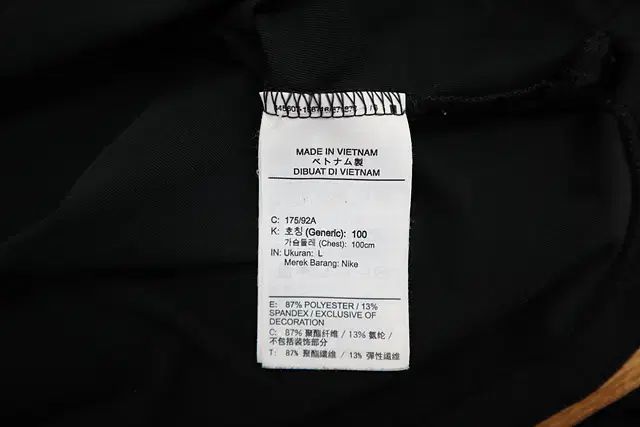 MADE IN VIETNAM
ベトナム製
DIBUAT DI VIETNAM
C: 175/92A
K: 호칭 (Generic): 100
가슴둘레 (Chest): 100cm
IN: Ukuran: L
Merek Barang: Nike
E: 87% POLYESTER / 13%
SPANDEX / EXCLUSIVE OF
DECORATION
C: 87% 聚酯纤维 / 13% 氨纶 /
不包括装饰部分
T: 87% 聚酯纖維 / 13% 彈性纖維